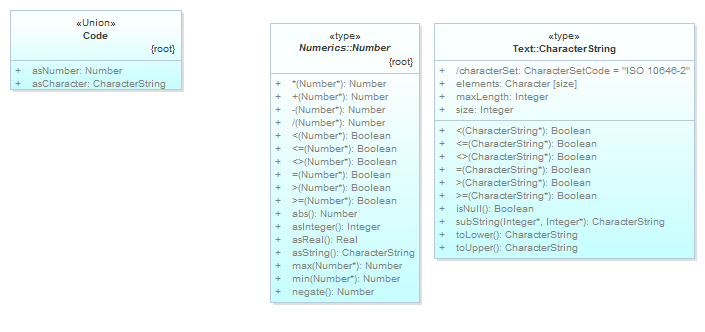 «Union»
Code
{root}
+ asNumber: Number
+ asCharacter: CharacterString
«type»
Numerics::Number
{root}
+ *(Number*): Number
+ +(Number*): Number
+ -(Number*): Number
+ /(Number*): Number
+ <(Number*): Boolean
+ <=(Number*): Boolean
+ <>(Number*): Boolean
+ =(Number*): Boolean
+ >(Number*): Boolean
+ >=(Number*): Boolean
+ abs(): Number
+ asInteger(): Integer
+ asReal(): Real
+ asString(): CharacterString
+ max(Number*): Number
+ min(Number*): Number
+ negate(): Number
«type»
Text::CharacterString
+ /characterSet: CharacterSetCode = "ISO 10646-2"
+ elements: Character [size]
+ maxLength: Integer
+ size: Integer
+ <(CharacterString*): Boolean
+ <=(CharacterString*): Boolean
+ <>(CharacterString*): Boolean
+ =(CharacterString*): Boolean
+ >(CharacterString*): Boolean
+ >=(CharacterString*): Boolean
+ isNull(): Boolean
+ subString(Integer*, Integer*): CharacterString
+ toLower(): CharacterString
+ toUpper(): CharacterString